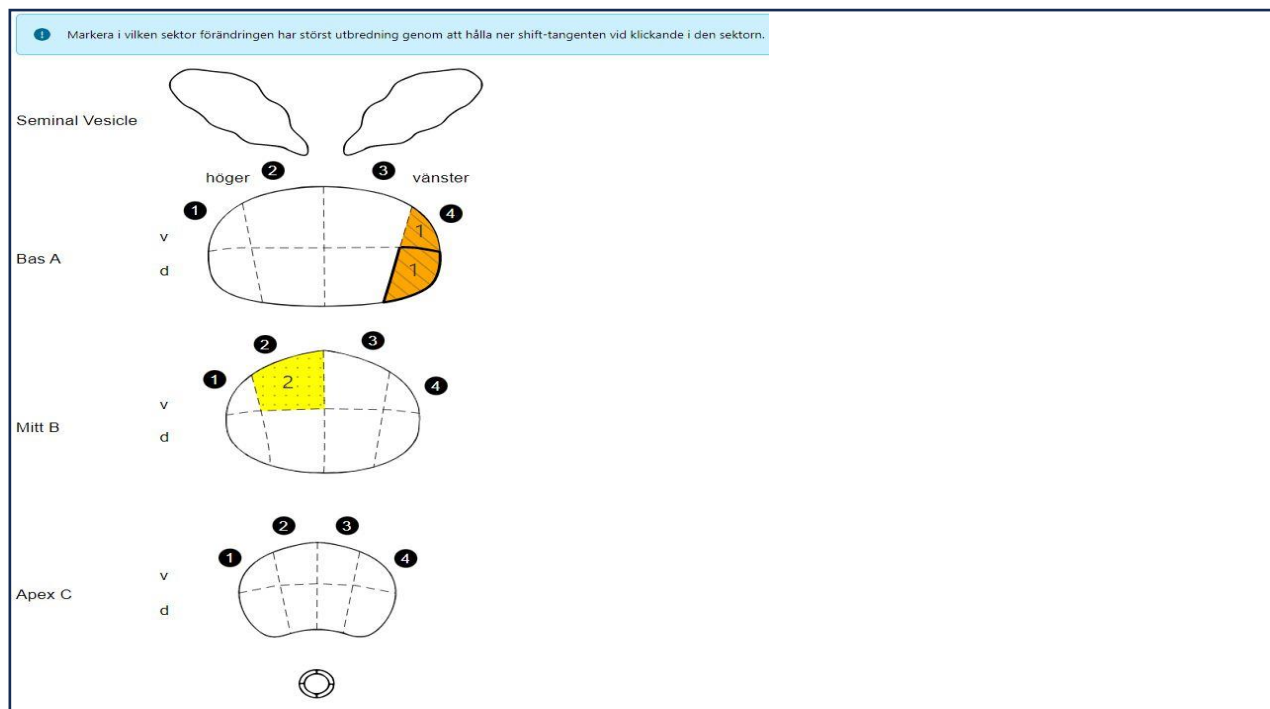 ! Markera i vilken sektor förändringen har störst utbredning genom att hålla ner shift-tangenten vid klickande i den sektorn.
Seminal Vesicle
höger 2 3 vänster
1 4
v 1
Bas A
d 1
2 3
1 2 4
v
Mitt B
d
2 3
1 4
v
Apex C
d